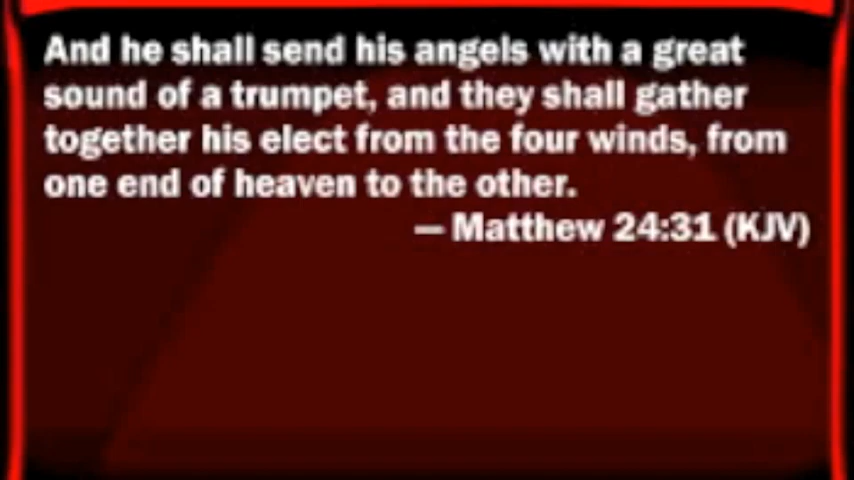 And he shall send his angels with a great
sound of a trumpet, and they shall gather
together his elect from the four winds, from
one end of heaven to the other.
— Matthew 24:31 (KJV)